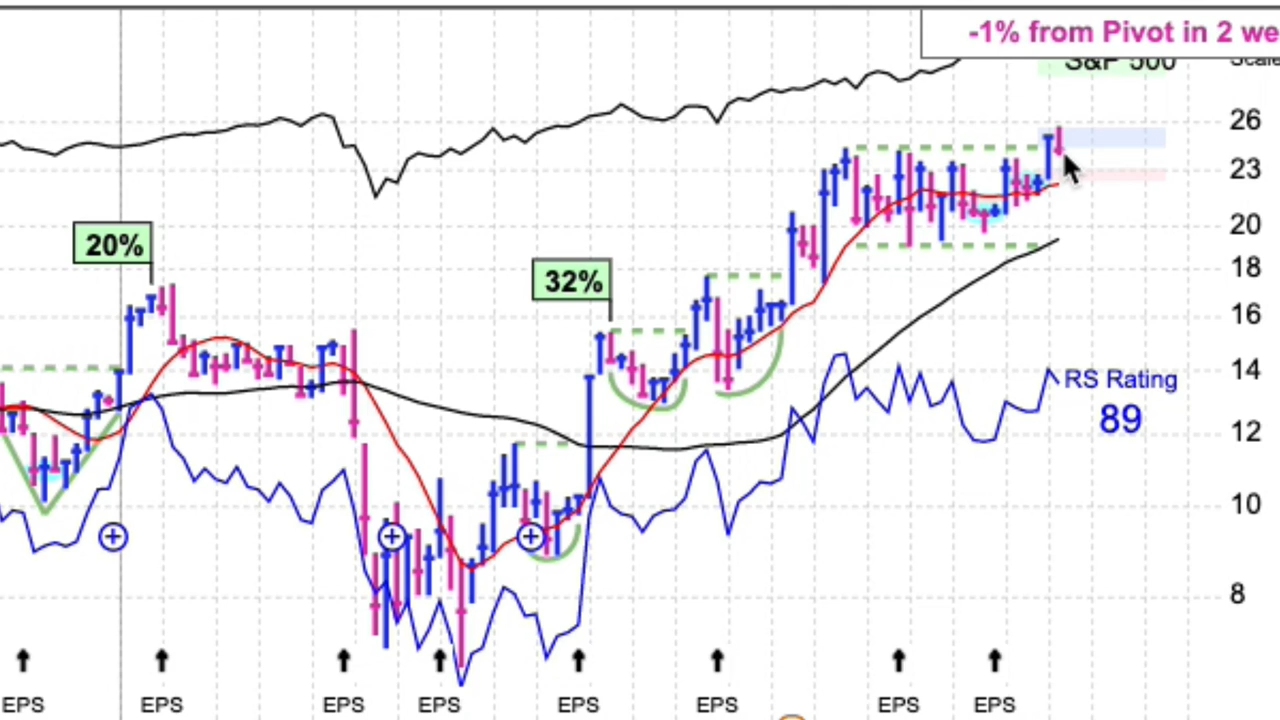 -1% from Pivot in 2 we
S&P 500
Scale
26
23
20%
20
32%
18
16
14
RS Rating
89
12
10
8
EPS EPS EPS EPS EPS EPS EPS EPS